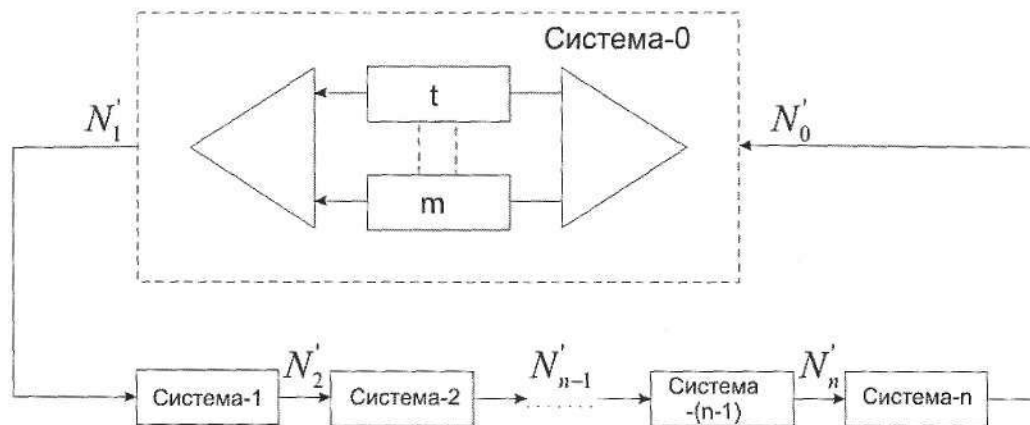 Система-0
t
N'₁
N'₀
m
Система-1
N'₂
Система-2
N'ₙ₋₁
..........
Система
-(n-1)
N'ₙ
Система-n